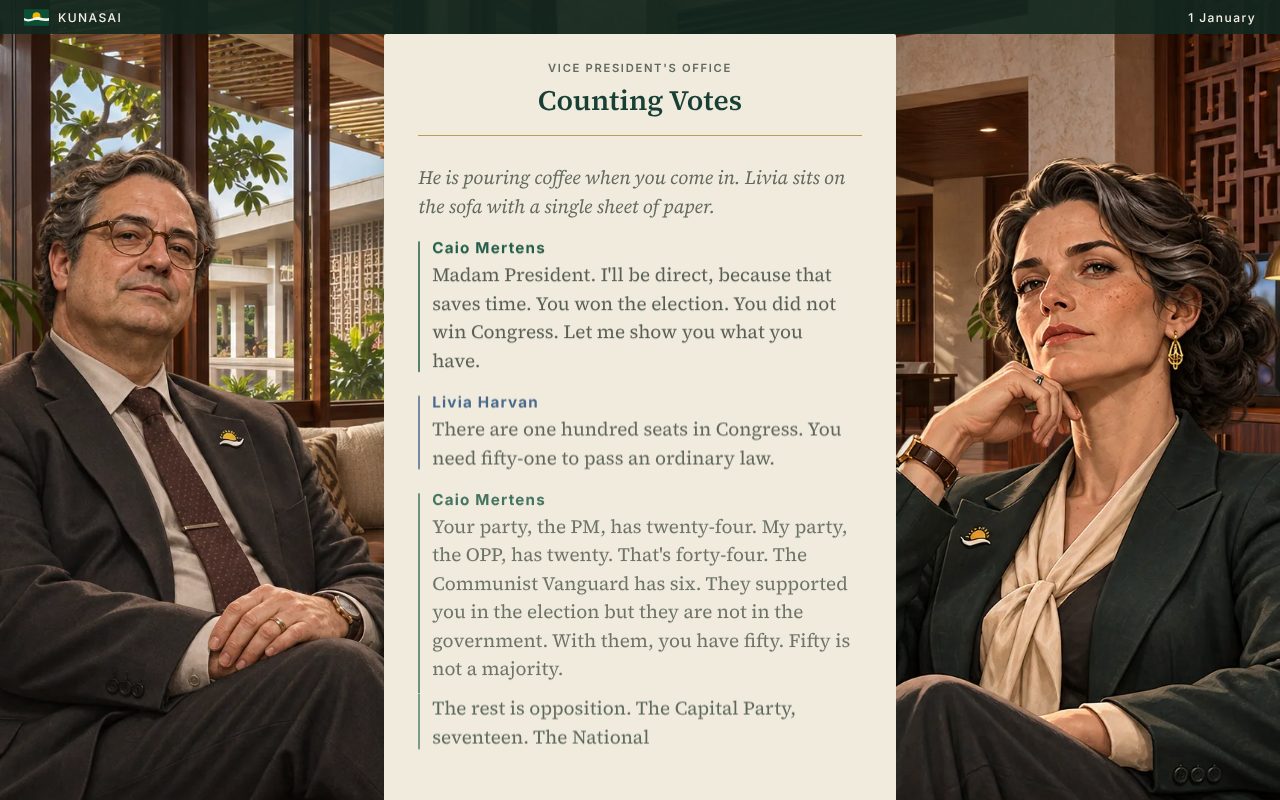 KUNASAI
1 January
VICE PRESIDENT'S OFFICE
Counting Votes
He is pouring coffee when you come in. Livia sits on
the sofa with a single sheet of paper.
Caio Mertens
Madam President. I'll be direct, because that
saves time. You won the election. You did not
win Congress. Let me show you what you
have.
Livia Harvan
There are one hundred seats in Congress. You
need fifty-one to pass an ordinary law.
Caio Mertens
Your party, the PM, has twenty-four. My party,
the OPP, has twenty. That's forty-four. The
Communist Vanguard has six. They supported
you in the election but they are not in the
government. With them, you have fifty. Fifty is
not a majority.
The rest is opposition. The Capital Party,
seventeen. The National